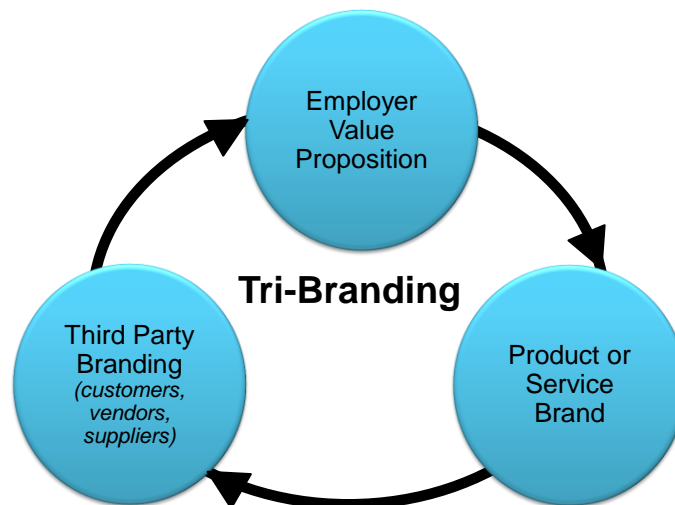 Employer
Value
Proposition
Tri-Branding
Third Party
Branding
(customers,
vendors,
suppliers)
Product or
Service
Brand